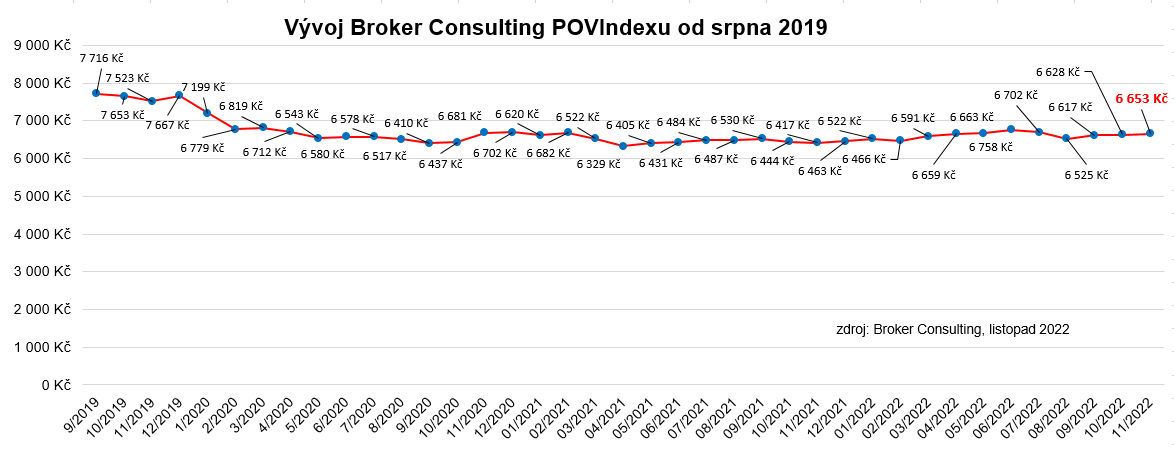 Vývoj Broker Consulting POVIndexu od srpna 2019
9 000 Kč
8 000 Kč
7 000 Kč
6 000 Kč
5 000 Kč
4 000 Kč
3 000 Kč
2 000 Kč
1 000 Kč
0 Kč
7 716 Kč
7 653 Kč
7 523 Kč
7 667 Kč
7 199 Kč
6 779 Kč
6 819 Kč
6 712 Kč
6 543 Kč
6 580 Kč
6 578 Kč
6 517 Kč
6 410 Kč
6 437 Kč
6 681 Kč
6 702 Kč
6 620 Kč
6 682 Kč
6 522 Kč
6 329 Kč
6 405 Kč
6 431 Kč
6 484 Kč
6 487 Kč
6 530 Kč
6 444 Kč
6 417 Kč
6 463 Kč
6 522 Kč
6 466 Kč
6 591 Kč
6 659 Kč
6 663 Kč
6 758 Kč
6 702 Kč
6 525 Kč
6 617 Kč
6 628 Kč
6 653 Kč
zdroj: Broker Consulting, listopad 2022
9/2019
10/2019
11/2019
12/2019
1/2020
2/2020
3/2020
4/2020
5/2020
6/2020
7/2020
8/2020
9/2020
10/2020
11/2020
12/2020
01/2021
02/2021
03/2021
04/2021
05/2021
06/2021
07/2021
08/2021
09/2021
10/2021
11/2021
12/2021
01/2022
02/2022
03/2022
04/2022
05/2022
06/2022
07/2022
08/2022
09/2022
10/2022
11/2022